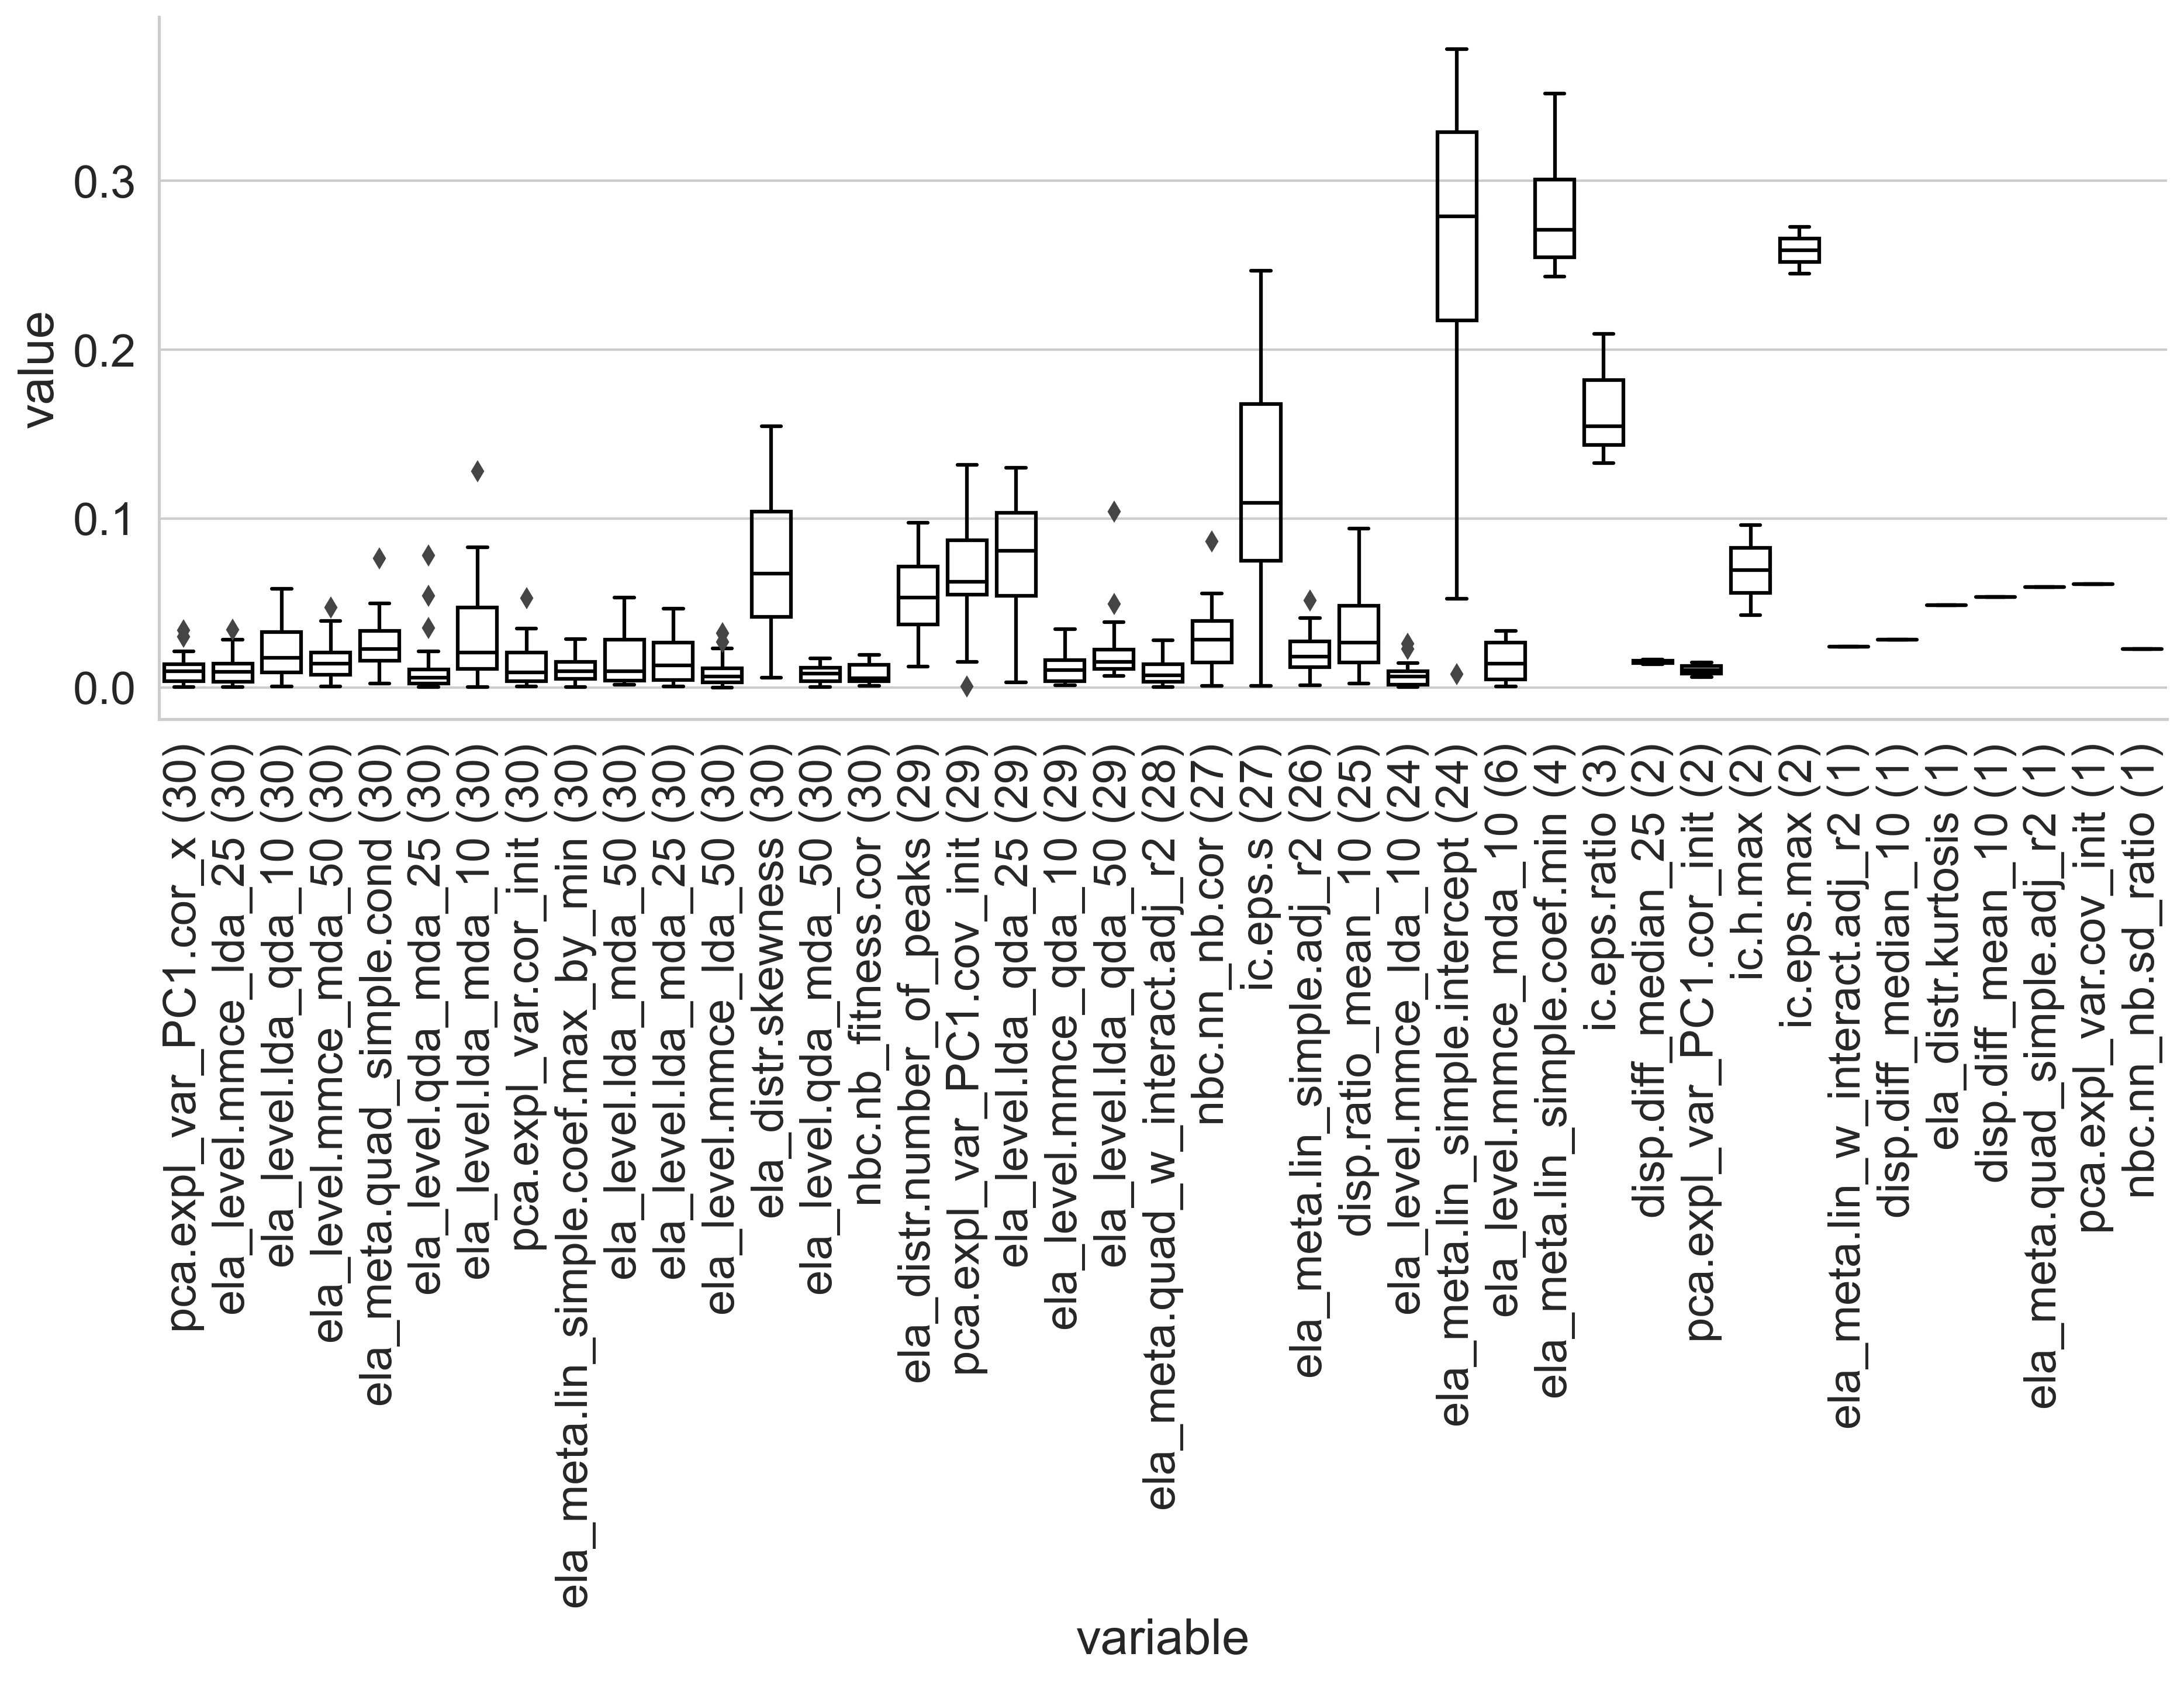 value
0.3
0.2
0.1
0.0
pca.expl_var_PC1.cor_x (30)
ela_level.mmce_lda_25 (30)
ela_level.lda_qda_10 (30)
ela_level.mmce_mda_50 (30)
ela_meta.quad_simple.cond (30)
ela_level.qda_mda_25 (30)
ela_level.lda_mda_10 (30)
pca.expl_var.cor_init (30)
ela_meta.lin_simple.coef.max_by_min (30)
ela_level.lda_mda_50 (30)
ela_level.lda_mda_25 (30)
ela_level.mmce_lda_50 (30)
ela_distr.skewness (30)
ela_level.qda_mda_50 (30)
nbc.nb_fitness.cor (30)
ela_distr.number_of_peaks (29)
pca.expl_var_PC1.cov_init (29)
ela_level.lda_qda_25 (29)
ela_level.mmce_qda_10 (29)
ela_level.lda_qda_50 (29)
ela_meta.quad_w_interact.adj_r2 (28)
nbc.nn_nb.cor (27)
ic.eps.s (27)
ela_meta.lin_simple.adj_r2 (26)
disp.ratio_mean_10 (25)
ela_level.mmce_lda_10 (24)
ela_meta.lin_simple.intercept (24)
ela_level.mmce_mda_10 (6)
ela_meta.lin_simple.coef.min (4)
ic.eps.ratio (3)
disp.diff_median_25 (2)
pca.expl_var_PC1.cor_init (2)
ic.h.max (2)
ic.eps.max (2)
ela_meta.lin_w_interact.adj_r2 (1)
disp.diff_median_10 (1)
ela_distr.kurtosis (1)
disp.diff_mean_10 (1)
ela_meta.quad_simple.adj_r2 (1)
pca.expl_var.cov_init (1)
nbc.nn_nb.sd_ratio (1)
variable